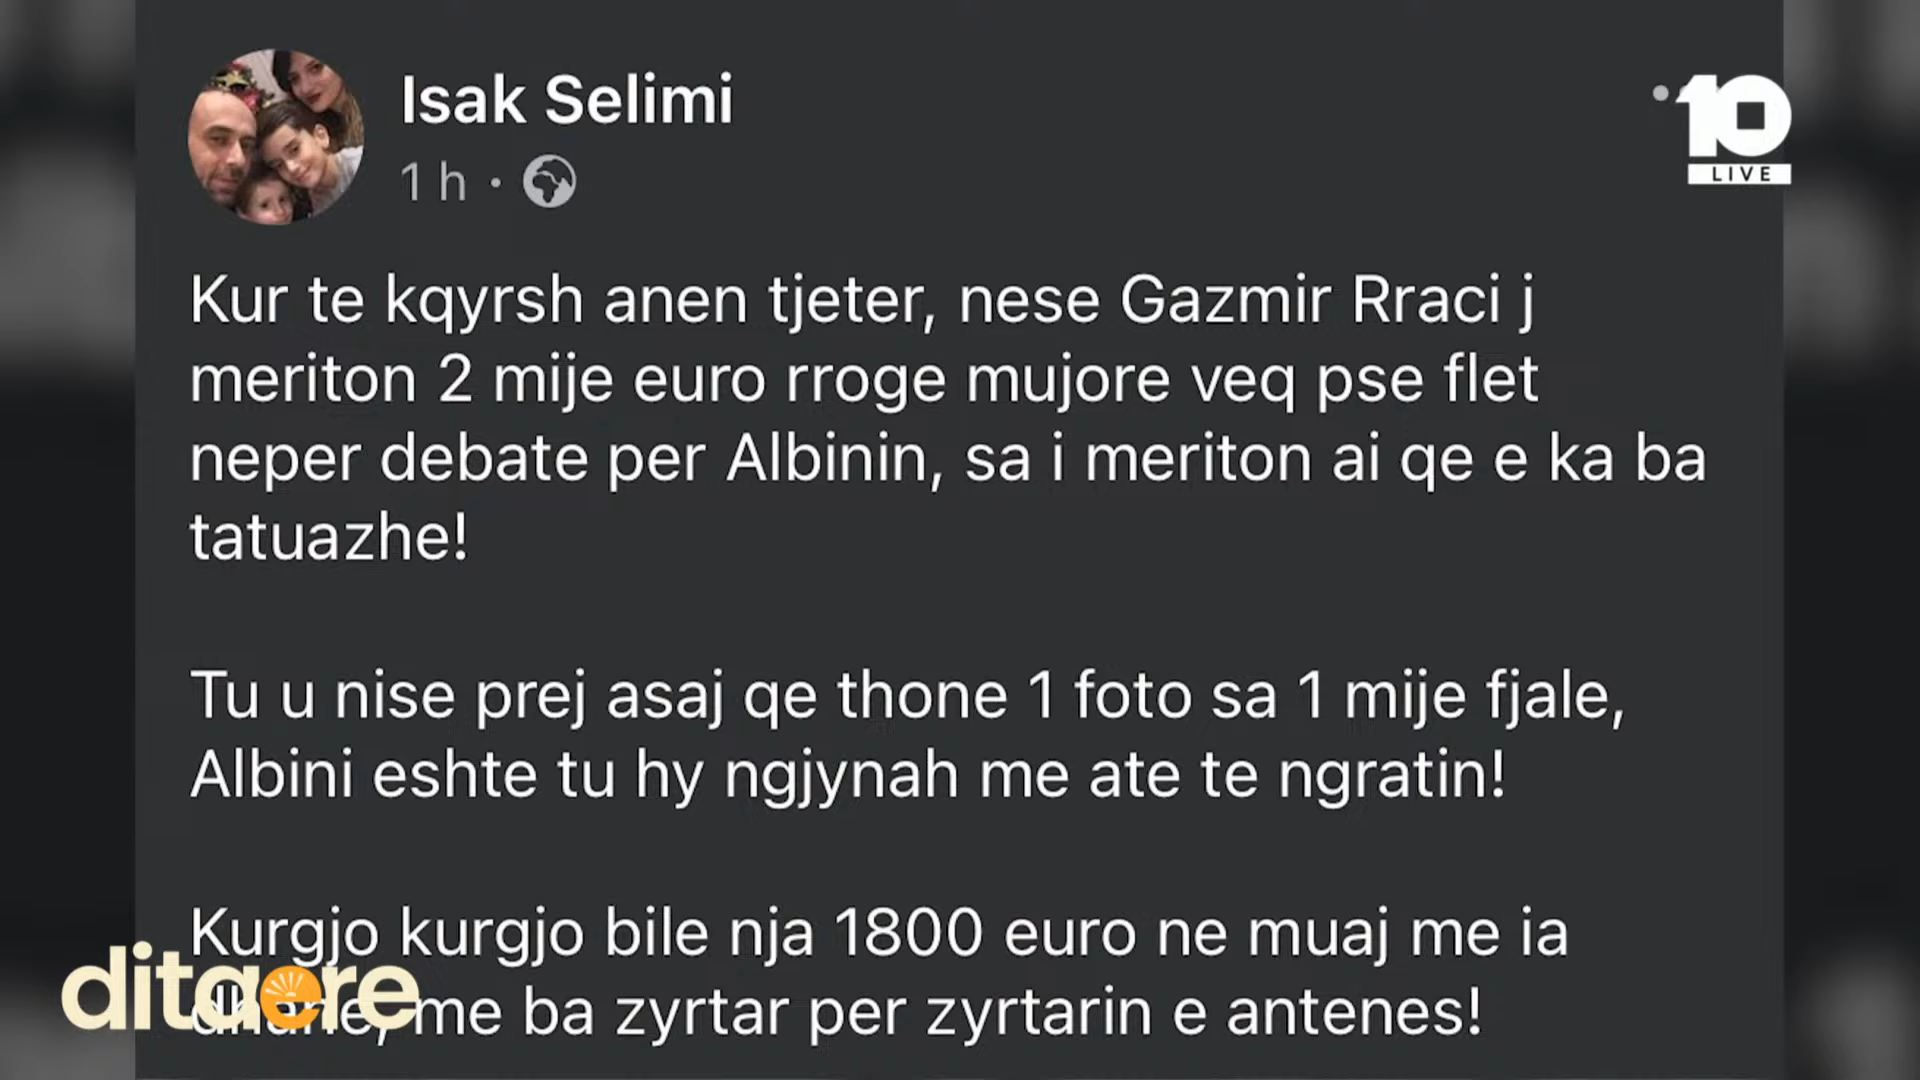 Isak Selimi
10
1 h ·
LIVE
Kur te kqyrsh anen tjeter, nese Gazmir Rraci j
meriton 2 mije euro rroge mujore veq pse flet
neper debate per Albinin, sa i meriton ai qe e ka ba
tatuazhe!
Tu u nise prej asaj qe thone 1 foto sa 1 mije fjale,
Albini eshte tu hy ngjynah me ate te ngratin!
Kurgjo kurgjo bile nja 1800 euro ne muaj me ia
dhane, me ba zyrtar per zyrtarin e antenes!
ditaere